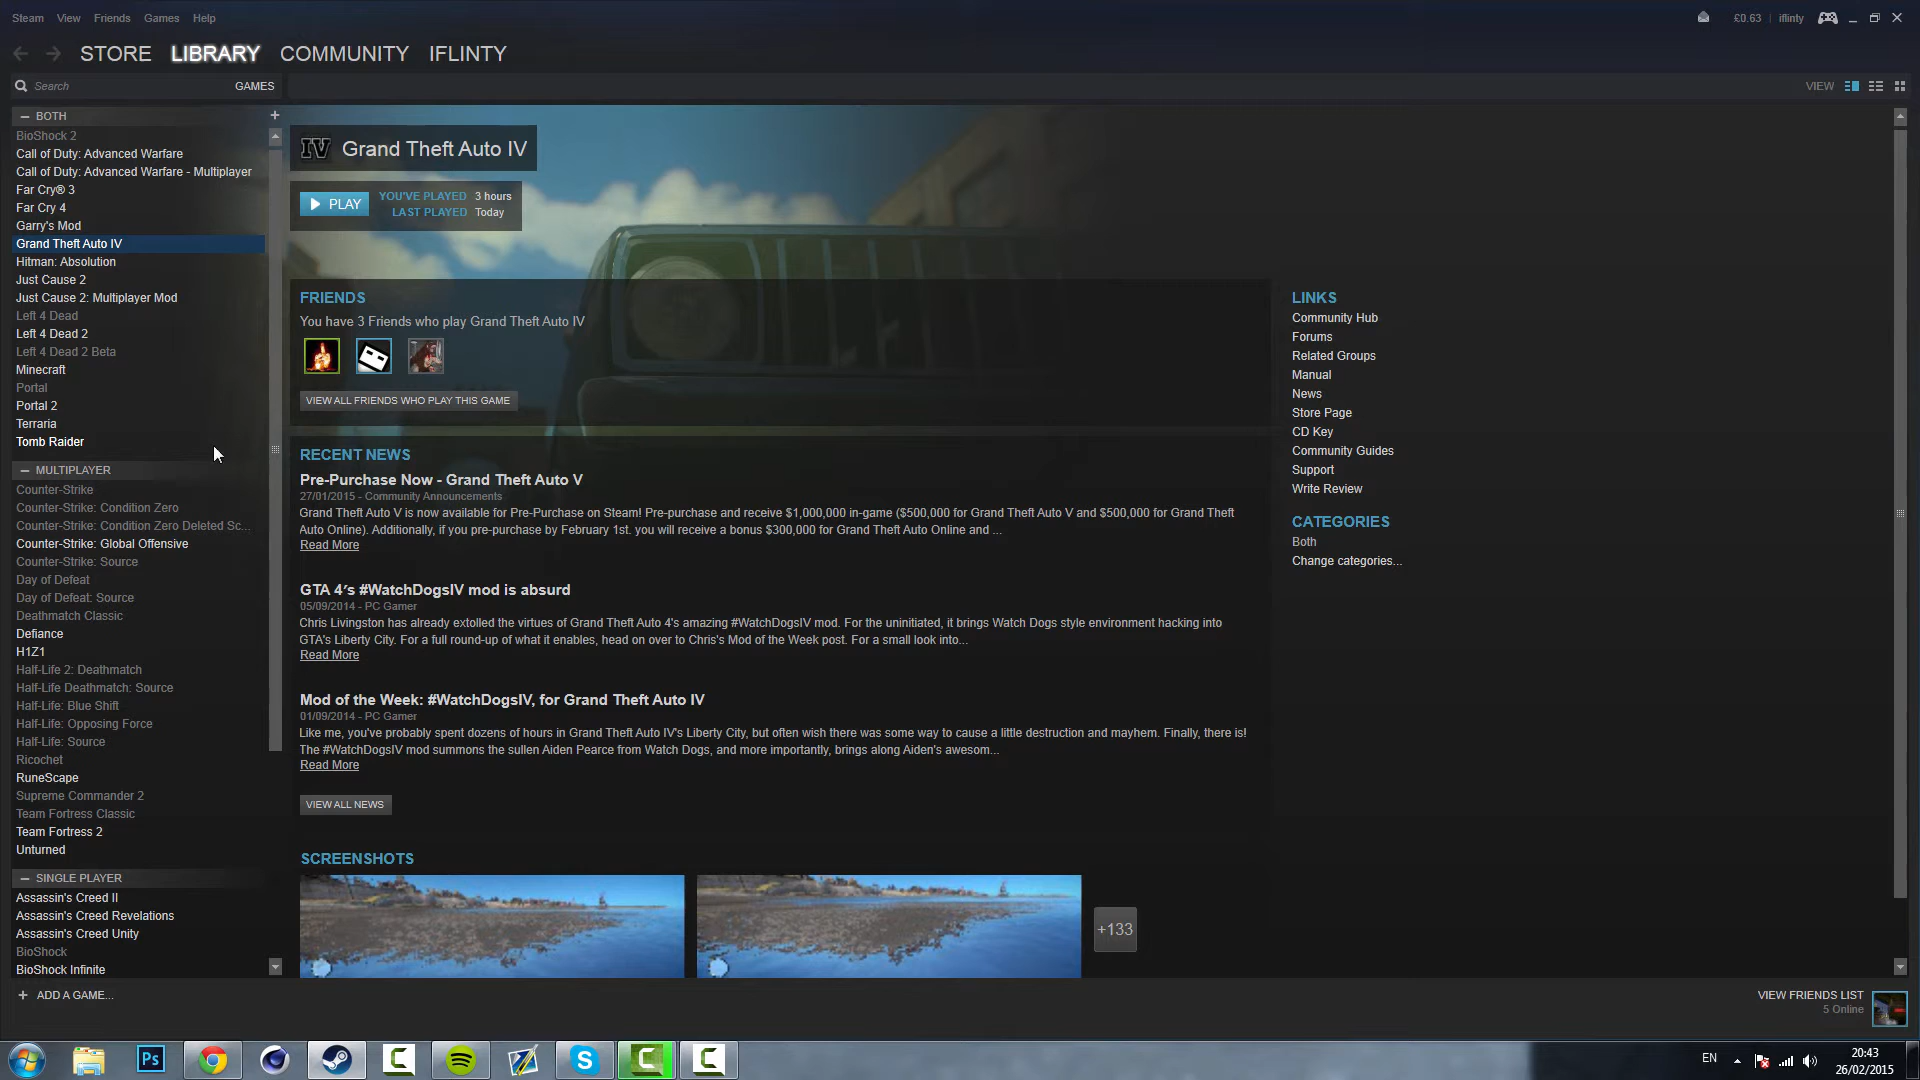 Steam View Friends Games Help
£0.63 iflinty
STORE LIBRARY COMMUNITY IFLINTY
Search GAMES
VIEW
— BOTH +
BioShock 2
Call of Duty: Advanced Warfare
Call of Duty: Advanced Warfare - Multiplayer
Far Cry® 3
Far Cry 4
Garry's Mod
Grand Theft Auto IV
Hitman: Absolution
Just Cause 2
Just Cause 2: Multiplayer Mod
Left 4 Dead
Left 4 Dead 2
Left 4 Dead 2 Beta
Minecraft
Portal
Portal 2
Terraria
Tomb Raider
— MULTIPLAYER
Counter-Strike
Counter-Strike: Condition Zero
Counter-Strike: Condition Zero Deleted Sc...
Counter-Strike: Global Offensive
Counter-Strike: Source
Day of Defeat
Day of Defeat: Source
Deathmatch Classic
Defiance
H1Z1
Half-Life 2: Deathmatch
Half-Life Deathmatch: Source
Half-Life: Blue Shift
Half-Life: Opposing Force
Half-Life: Source
Ricochet
RuneScape
Supreme Commander 2
Team Fortress Classic
Team Fortress 2
Unturned
— SINGLE PLAYER
Assassin's Creed II
Assassin's Creed Revelations
Assassin's Creed Unity
BioShock
BioShock Infinite
+ ADD A GAME...
IV Grand Theft Auto IV
PLAY
YOU'VE PLAYED 3 hours
LAST PLAYED Today
FRIENDS
You have 3 Friends who play Grand Theft Auto IV
VIEW ALL FRIENDS WHO PLAY THIS GAME
RECENT NEWS
Pre-Purchase Now - Grand Theft Auto V
27/01/2015 - Community Announcements
Grand Theft Auto V is now available for Pre-Purchase on Steam! Pre-purchase and receive $1,000,000 in-game ($500,000 for Grand Theft Auto V and $500,000 for Grand Theft
Auto Online). Additionally, if you pre-purchase by February 1st. you will receive a bonus $300,000 for Grand Theft Auto Online and ...
Read More
GTA 4's #WatchDogsIV mod is absurd
05/09/2014 - PC Gamer
Chris Livingston has already extolled the virtues of Grand Theft Auto 4's amazing #WatchDogsIV mod. For the uninitiated, it brings Watch Dogs style environment hacking into
GTA's Liberty City. For a full round-up of what it enables, head on over to Chris's Mod of the Week post. For a small look into...
Read More
Mod of the Week: #WatchDogsIV, for Grand Theft Auto IV
01/09/2014 - PC Gamer
Like me, you've probably spent dozens of hours in Grand Theft Auto IV's Liberty City, but often wish there was some way to cause a little destruction and mayhem. Finally, there is!
The #WatchDogsIV mod summons the sullen Aiden Pearce from Watch Dogs, and more importantly, brings along Aiden's awesom...
Read More
VIEW ALL NEWS
SCREENSHOTS
+133
LINKS
Community Hub
Forums
Related Groups
Manual
News
Store Page
CD Key
Community Guides
Support
Write Review
CATEGORIES
Both
Change categories...
VIEW FRIENDS LIST
5 Online
Ps
EN
20:43
26/02/2015